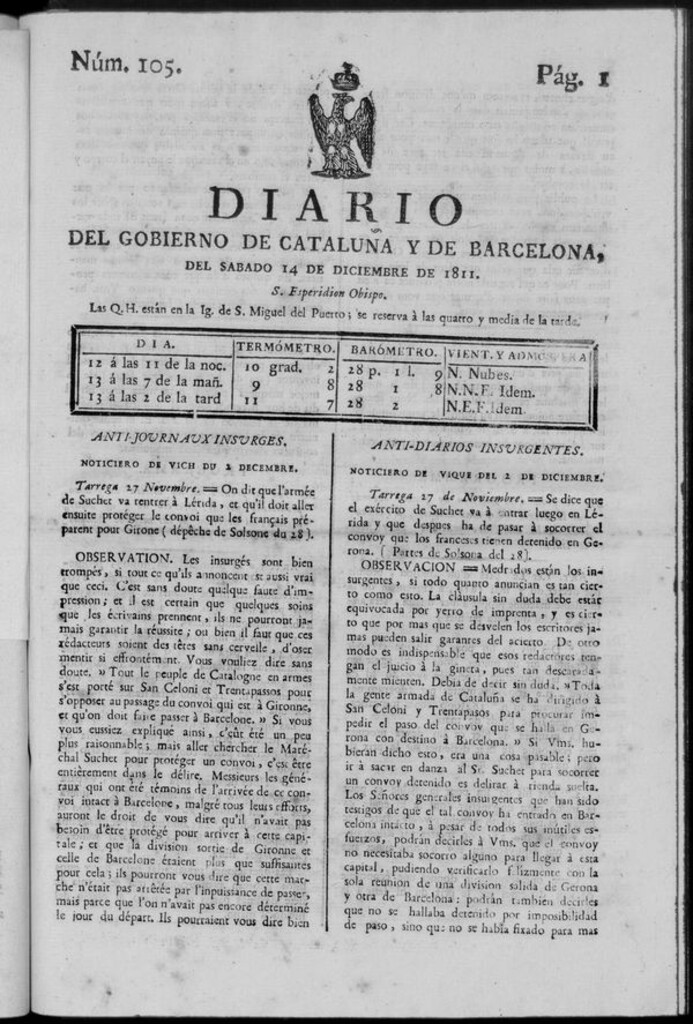 Núm. 105.
Pág. 1
DIARIO
DEL GOBIERNO DE CATALUÑA Y DE BARCELONA,
DEL SABADO 14 DE DICIEMBRE DE 1811.
S. Esperidion Obispo.
Las Q. H. están en la Ig. de S. Miguel del Puerto; se reserva à las quatro y media de la tarde.
DIA. TERMÓMETRO. BARÓMETRO. VIENT. Y ADMÓSFERA
12 á las 11 de la noc. 10 grad. 2 28 p. 1 l. 9 N. Nubes.
13 á las 7 de la mañ. 9 8 28 1 8 N.N.E. Idem.
13 á las 2 de la tard 11 7 28 2 N.E.F. Idem
ANTI-JOURNAUX INSURGES.
NOTICIERO DE VICH DU 2 DECEMBRE.
Tarrega 27 Novembre. = On dit que l'armée
de Suchet va rentrer à Lérida, et qu'il doit aller
ensuite protéger le convoi que les français pré-
parent pour Girone ( dépêche de Solsone du 28 ).
OBSERVATION. Les insurgés sont bien
trompés, si tout ce qu'ils annoncent st aussi vrai
que ceci. C'est sans doute quelque faute d'im-
pression; et il est certain que quelques soins
que les écrivains prennent, ils ne pourront ja-
mais garantir la réussite; ou bien il faut que ces
rédacteurs soient des têtes sans cervelle, d'oser
mentir si effrontément. Vous vouliez dire sans
doute. » Tout le peuple de Catalogne en armes
s'est porté sur San Celoni et Trentapassos pour
s'opposer au passage du convoi qui est à Gironne,
et qu'on doit faire passer à Barcelone. » Si vous
vous eussiez expliqué ainsi, c'eût été un peu
plus raisonnable; mais aller chercher le Maré-
chal Suchet pour protéger un convoi, c'est être
entièrement dans le délire. Messieurs les géné-
raux qui ont été témoins de l'arrivée de ce con-
voi intact à Barcelone, malgré tous leurs efforts,
auront le droit de vous dire qu'il n'avait pas
besoin d'être protégé pour arriver à cette capi-
tale; et que la division sortie de Gironne et
celle de Barcelone étaient plus que suffisantes
pour cela; ils pourront vous dire que cette mar-
che n'était pas arrêtée par l'inpuistance de passer,
mais parce que l'on n'avait pas encore déterminé
le jour du départ. Ils pourraient vous dire bien
ANTI-DIARIOS INSURGENTES.
NOTICIERO DE VIQUE DEL 2 DE DICIEMBRE.
Tarrega 27 de Noviembre. = Se dice que
el exército de Suchet va à entrar luego en Lé-
rida y que despues ha de pasar à socorrer el
convoy que los franceses tienen detenido en Ge-
rona. ( Partes de Solsona del 28).
OBSERVACION = Medrados están los in-
surgentes, si todo quanto anuncian es tan cier-
to como esto. La cláusula sin duda debe estár
equivocada por yerro de imprenta, y es cier-
to que por mas que se desvelen los escritores ja-
mas pueden salir garantes del acierto. De otro
modo es indispensable que esos redactores ten-
gan el juicio à la gineta, pues tan descarada-
mente mienten. Debia de decir sin duda. » Toda
la gente armada de Cataluña se ha dirigido à
San Celoni y Trentapasos para procurar im-
pedir el paso del convoy que se halla en Ge-
rona con destino à Barcelona. » Si Vms. hu-
bieran dicho esto, era una cosa pasable; pero
ir à sacar en danza al Sr. Suchet para socorrer
un convoy detenido es delirar à rienda suelta.
Los Señores generales insurgentes que han sido
testigos de que el tal convoy ha entrado en Bar-
celona intacto, à pesar de todos sus inútiles es-
fuerzos, podrán decirles à Vms. que el convoy
no necesitaba socorro alguno para llegar à esta
capital, pudiendo verificarlo felizmente con la
sola reunion de una division salida de Gerona
y otra de Barcelona; podrán tambien decirles
que no se hallaba detenido por imposibilidad
de paso, sino que no se habia fixado para mas